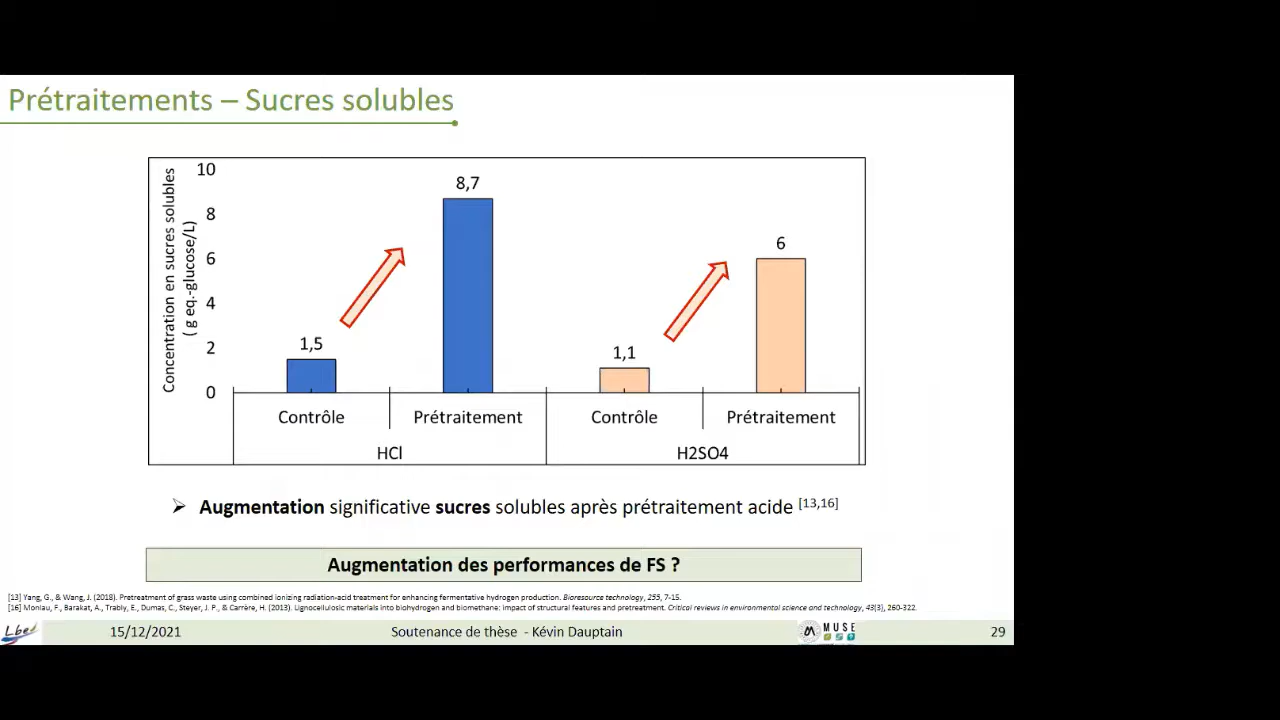 Prétraitements – Sucres solubles
Concentration en sucres solubles
( g eq.-glucose/L)
10
8
6
4
2
0
1,5
8,7
1,1
6
Contrôle
Prétraitement
Contrôle
Prétraitement
HCl
H2SO4
➢ Augmentation significative sucres solubles après prétraitement acide [13,16]
Augmentation des performances de FS ?
[13] Yang, G., & Wang, J. (2018). Pretreatment of grass waste using combined ionizing radiation-acid treatment for enhancing fermentative hydrogen production. Bioresource technology, 255, 7-15.
[16] Monlau, F., Barakat, A., Trably, E., Dumas, C., Steyer, J. P., & Carrère, H. (2013). Lignocellulosic materials into biohydrogen and biomethane: impact of structural features and pretreatment. Critical reviews in environmental science and technology, 43(3), 260-322.
Lbe
15/12/2021
Soutenance de thèse - Kévin Dauptain
MUSE
29